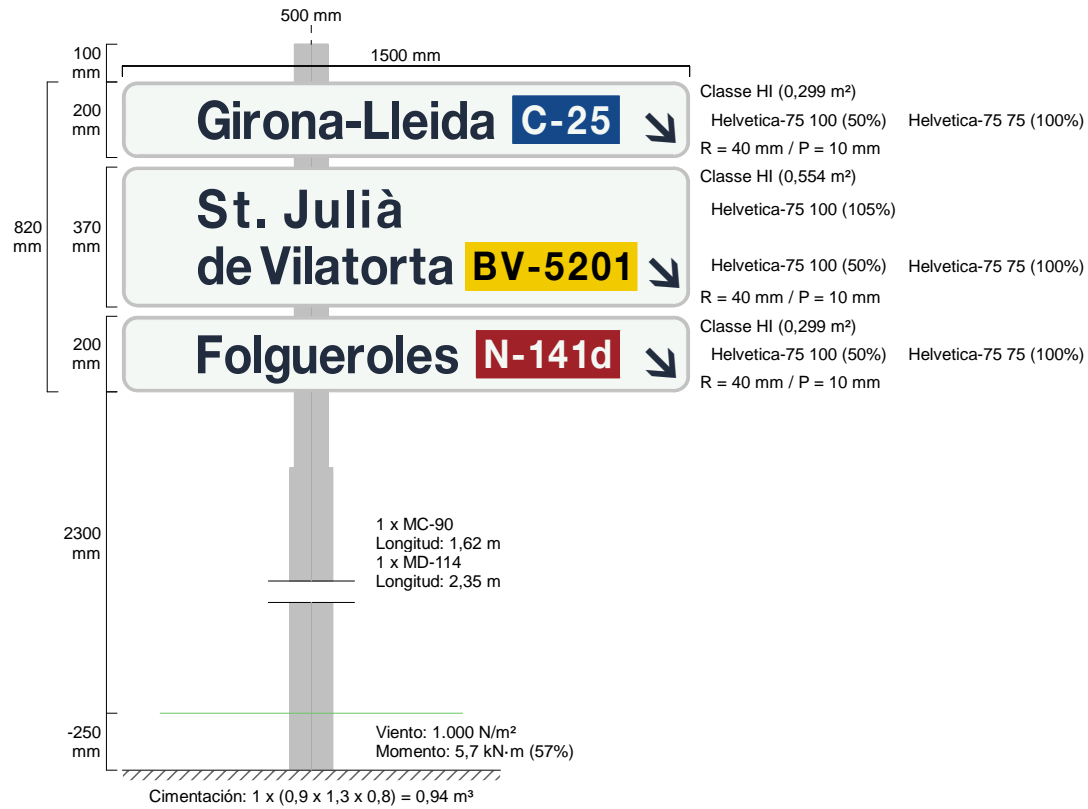 500 mm
100
mm
1500 mm
200
mm
Girona-Lleida C-25
Classe HI (0,299 m²)
Helvetica-75 100 (50%) Helvetica-75 75 (100%)
R = 40 mm / P = 10 mm
820
mm
370
mm
St. Julià
de Vilatorta BV-5201
Classe HI (0,554 m²)
Helvetica-75 100 (105%)
Helvetica-75 100 (50%) Helvetica-75 75 (100%)
R = 40 mm / P = 10 mm
200
mm
Folgueroles N-141d
Classe HI (0,299 m²)
Helvetica-75 100 (50%) Helvetica-75 75 (100%)
R = 40 mm / P = 10 mm
2300
mm
1 x MC-90
Longitud: 1,62 m
1 x MD-114
Longitud: 2,35 m
-250
mm
Viento: 1.000 N/m²
Momento: 5,7 kN·m (57%)
Cimentación: 1 x (0,9 x 1,3 x 0,8) = 0,94 m³